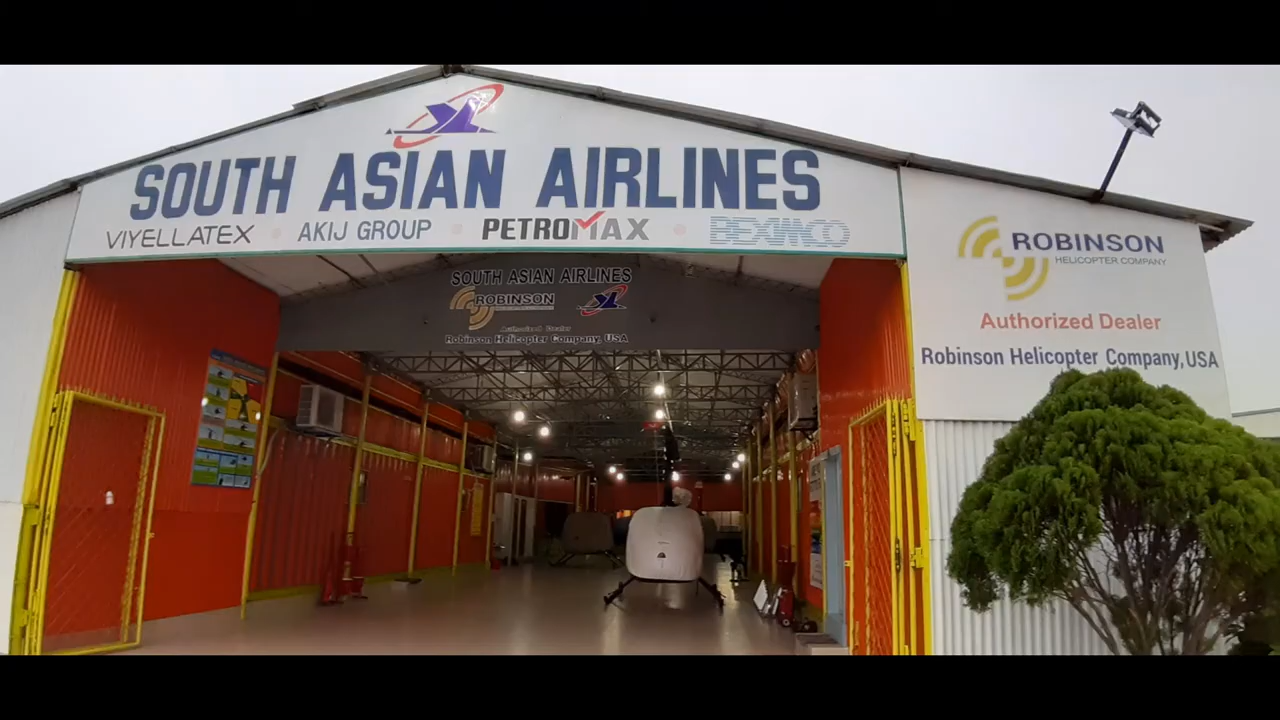 SOUTH ASIAN AIRLINES
VIYELLATEX • AKIJ GROUP • PETROMAX • BEXIMCO
ROBINSON
HELICOPTER COMPANY
Authorized Dealer
Robinson Helicopter Company, USA
SOUTH ASIAN AIRLINES
ROBINSON
Authorized Dealer
Robinson Helicopter Company, USA